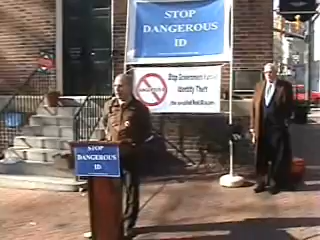 STOP
DANGEROUS
ID
Stop Government
Identity Theft
STOP
DANGEROUS
ID